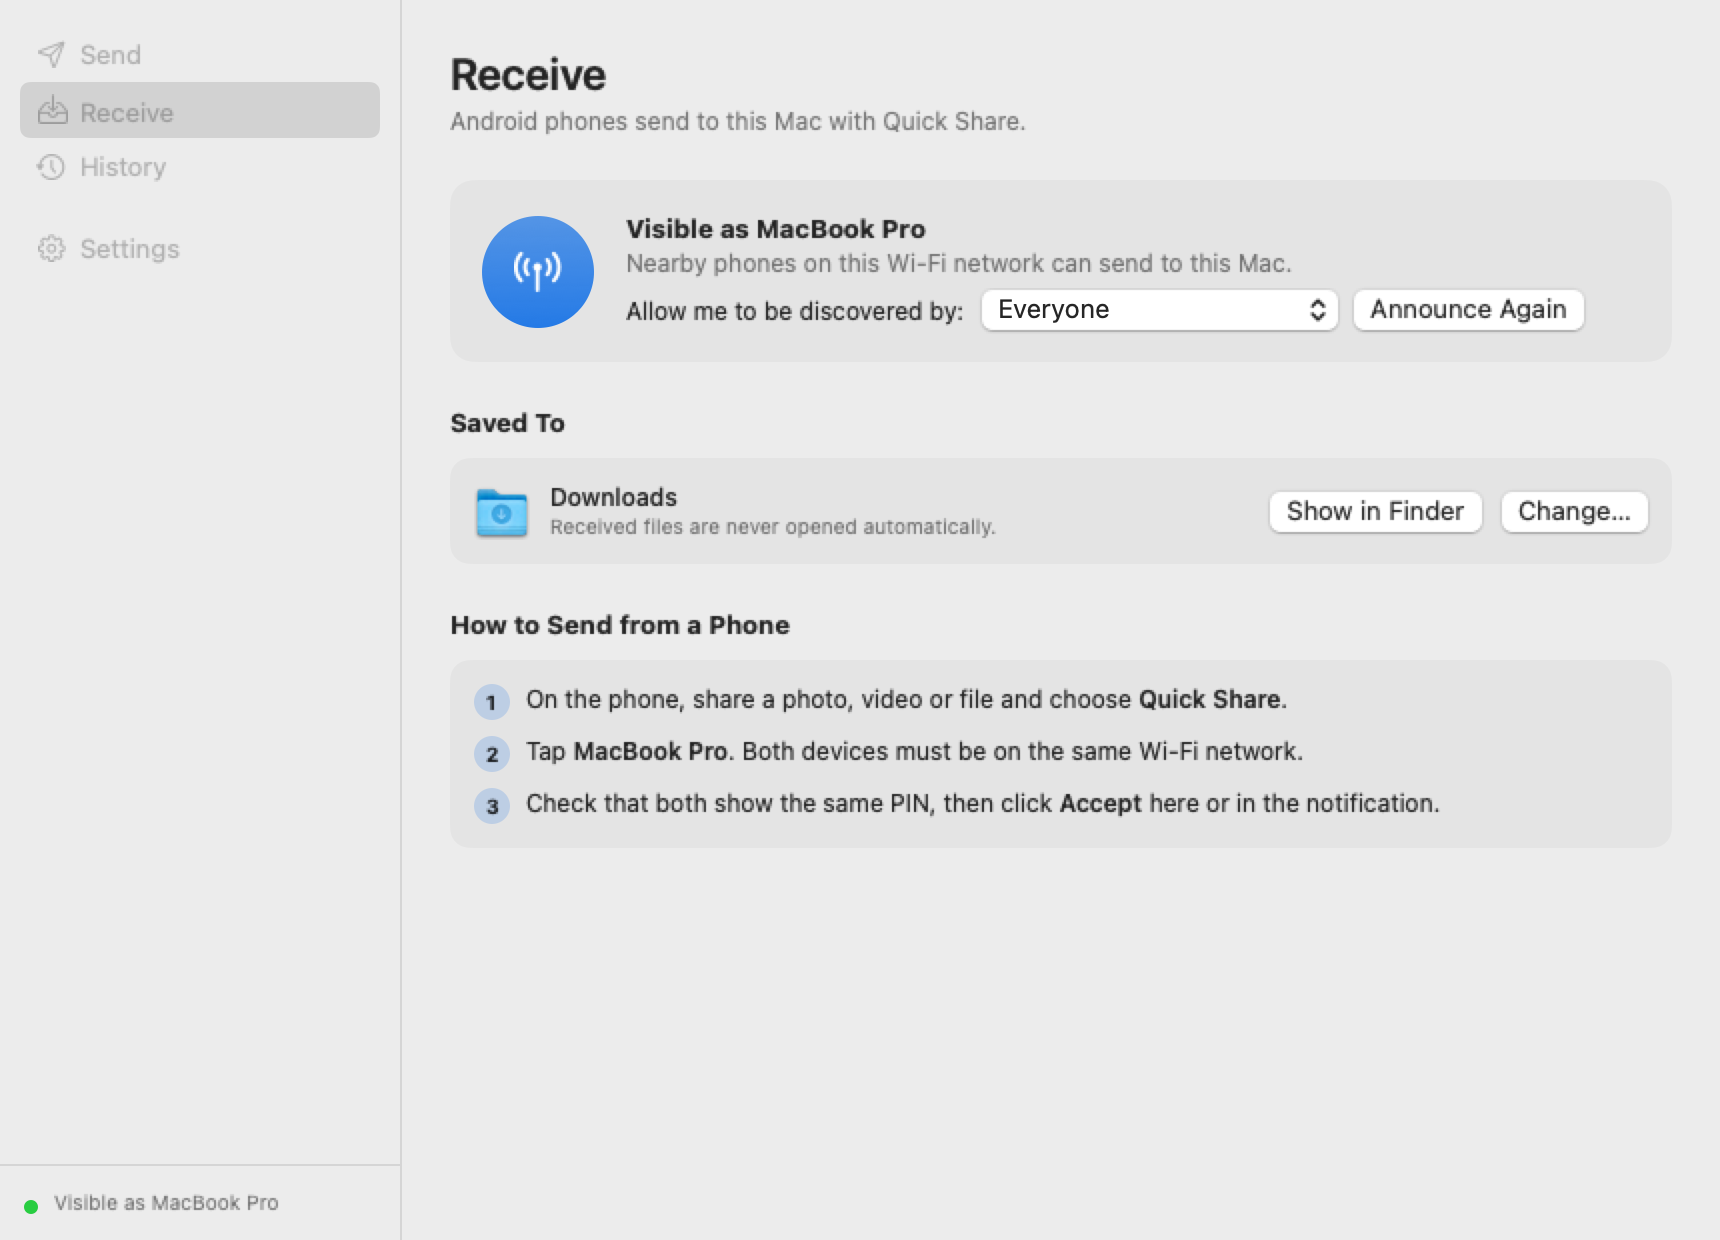 Send
Receive
History
Settings
Visible as MacBook Pro
Receive
Android phones send to this Mac with Quick Share.
Visible as MacBook Pro
Nearby phones on this Wi-Fi network can send to this Mac.
Allow me to be discovered by: Everyone Announce Again
Saved To
Downloads
Received files are never opened automatically.
Show in Finder Change...
How to Send from a Phone
1 On the phone, share a photo, video or file and choose Quick Share.
2 Tap MacBook Pro. Both devices must be on the same Wi-Fi network.
3 Check that both show the same PIN, then click Accept here or in the notification.